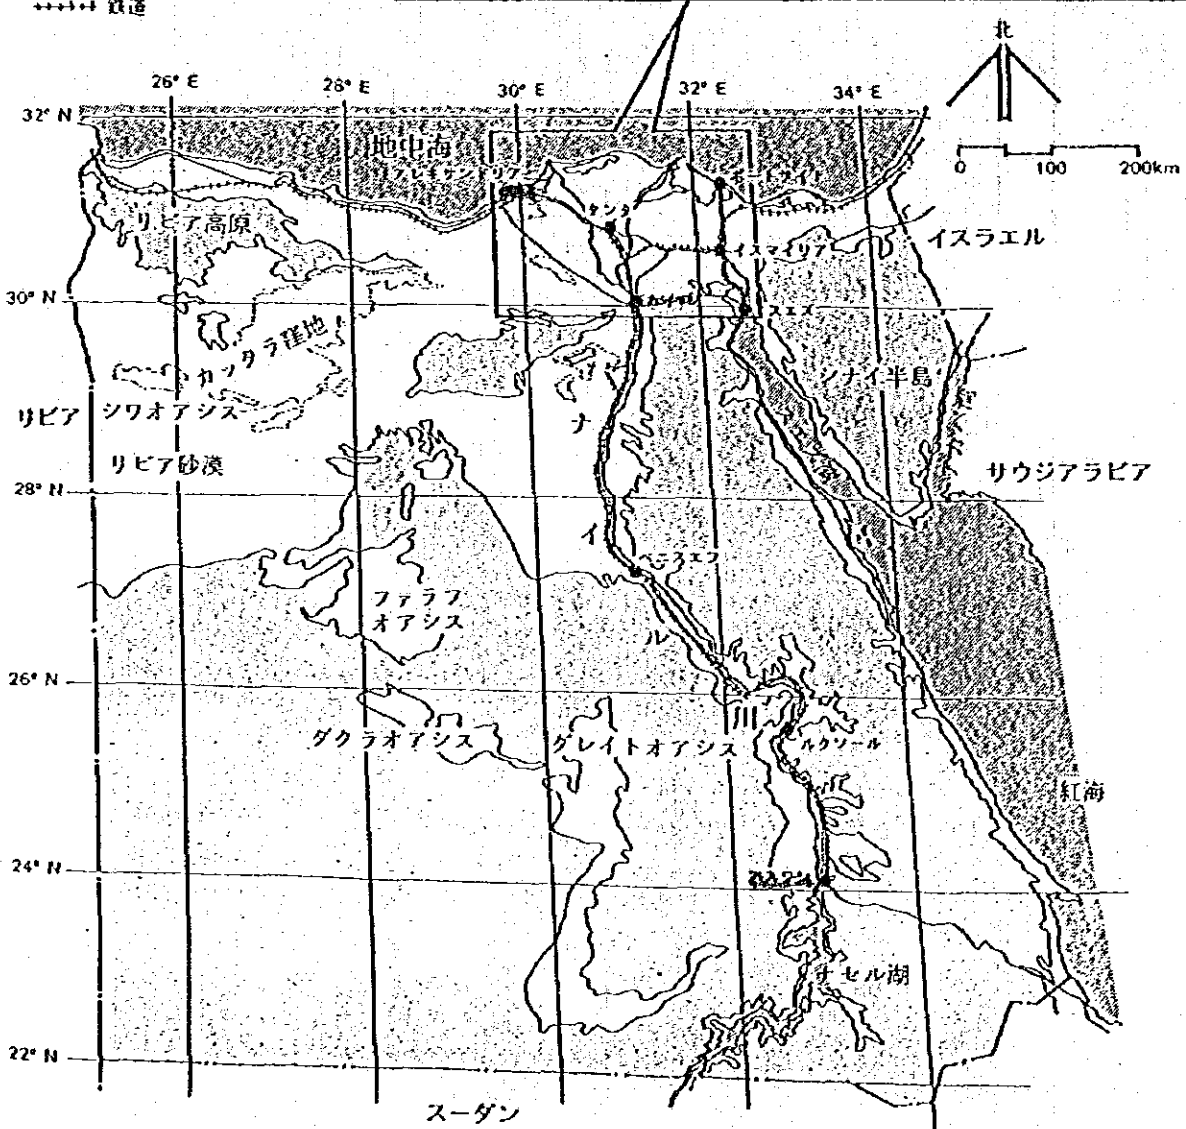 鉄道
北
26° E
28° E
30° E
32° E
34° E
32° N
地中海
0
100
200km
アレキサンドリア
ポートサイド
リビア高原
タンタ
イスマイリア
イスラエル
30° N
スエズ
カッタラ窪地
シナイ半島
リビア
シワオアシス
ナイル川
リビア砂漠
サウジアラビア
28° N
ベニスエフ
ファラフ
オアシス
26° N
ダクラオアシス
グレイトオアシス
ルクソール
紅海
24° N
ナセル湖
22° N
スーダン